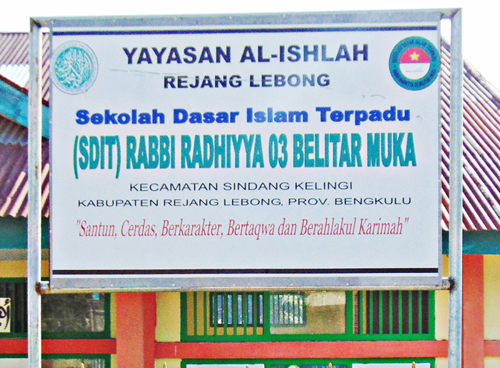 YAYASAN AL-ISHLAH
REJANG LEBONG
Sekolah Dasar Islam Terpadu
(SDIT) RABBI RADHIYYA 03 BELITAR MUKA
KECAMATAN SINDANG KELINGI
KABUPATEN REJANG LEBONG, PROV. BENGKULU
"Santun, Cerdas, Berkarakter, Bertaqwa dan Berahlakul Karimah"